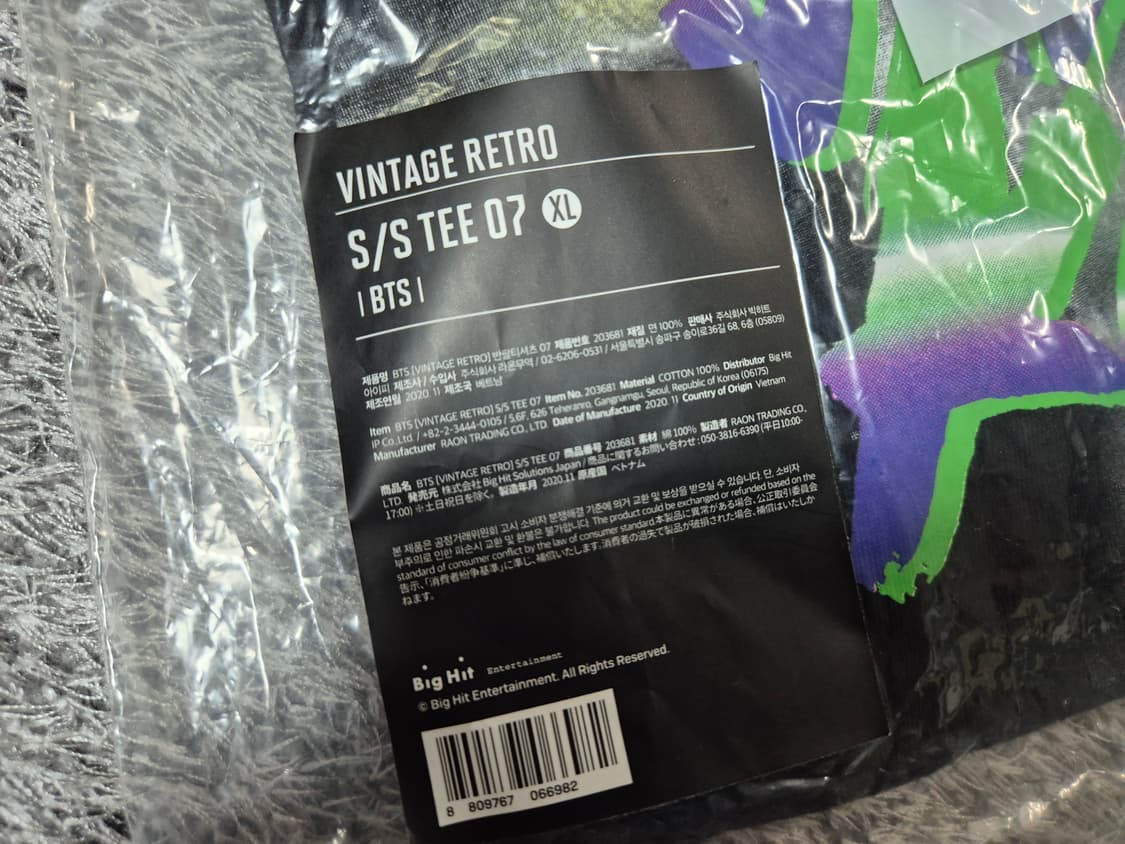 VINTAGE RETRO
S/S TEE 07 XL
| BTS |
제품명 BTS [VINTAGE RETRO] 반팔티셔츠 07 제품번호 203681 재질 면 100% 판매사 주식회사 빅히트
아이피 제조사 / 수입사 주식회사 라온무역 / 02-6206-0531 / 서울특별시 송파구 송이로36길 68, 6층 (05809)
제조연월 2020. 11 제조국 베트남
Item BTS [VINTAGE RETRO] S/S TEE 07 Item No. 203681 Material COTTON 100% Distributor Big Hit
IP Co.,Ltd. / +82-2-3444-0105 / 5,6F, 626 Teheranro, Gangnamgu, Seoul, Republic of Korea (06175)
Manufacturer RAON TRADING CO., LTD. Date of Manufacture 2020. 11 Country of Origin Vietnam
商品名 BTS [VINTAGE RETRO] S/S TEE 07 商品番号 203681 素材 綿 100% 製造者 RAON TRADING CO.,
LTD. 発売元 株式会社 Big Hit Solutions Japan / 商品に関するお問い合わせ : 050-3816-6390 (平日10:00-
17:00) ※土日祝日を除く。 製造年月 2020.11 原産国 ベトナム
본 제품은 공정거래위원회 고시 소비자 분쟁해결 기준에 의거 교환 및 보상을 받으실 수 있습니다. 단, 소비자
부주의로 인한 파손시 교환 및 환불은 불가합니다. The product could be exchanged or refunded based on the
standard of consumer conflict by the law of consumer standard.本製品に異常がある場合、公正取引委員会
告示、「消費者紛争基準」に準じ、補償いたします。消費者の過失で製品が破損された場合、補償はいたしか
ねます。
Big Hit Entertainment
© Big Hit Entertainment. All Rights Reserved.
8 809767 066982